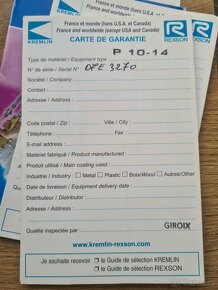 KREMLIN
REXSON
France et monde (hors U.S.A. et Canada)
France and worldwide (except USA and Canada)
CARTE DE GARANTIE
P 10-14
Type de matériel / Equipment type
N° de série / Serial N° DFE 3270
Société / Company :
Contact :
Adresse / Address :
Code postal / Zip : Ville / City :
Téléphone / Phone : Fax :
E-mail address :
Matériel fabriqué / Product manufactured :
Produit utilisé / Main coating used :
Industrie / Industry : Metal Plastic Bois/Wood Autres/Other
Date de livraison / Equipment delivery date :
Distributeur / Distributor :
Adresse / Address :
Qualité inspectée par : GIROIX
www.kremlin-rexson.com
Je souhaite recevoir : le Guide de sélection KREMLIN
le Guide de sélection REXSON